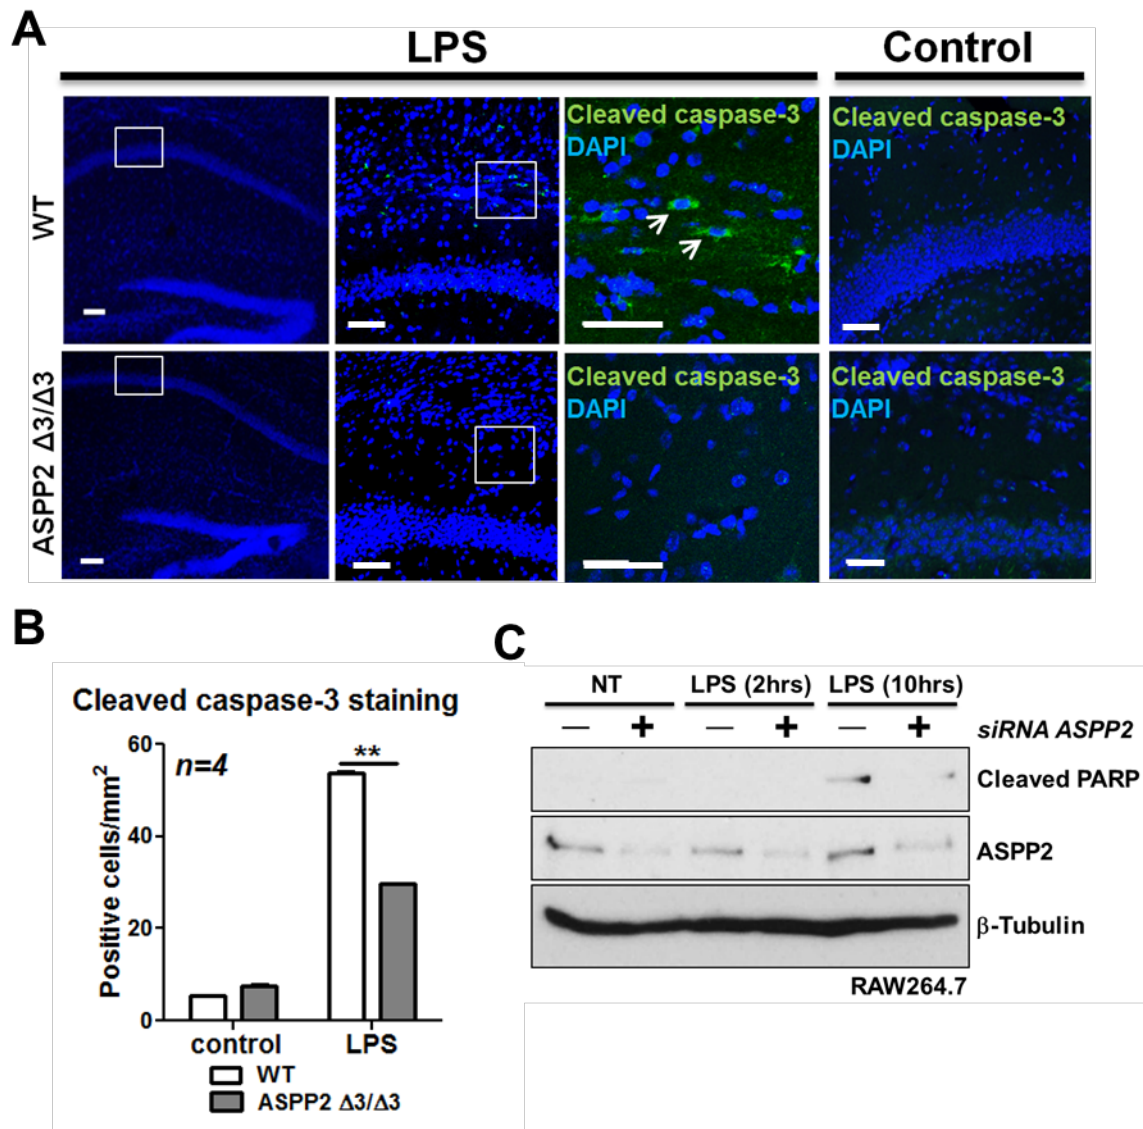 A
LPS
Control
WT
Cleaved caspase-3
DAPI
Cleaved caspase-3
DAPI
ASPP2 Δ3/Δ3
Cleaved caspase-3
DAPI
Cleaved caspase-3
DAPI
B
Cleaved caspase-3 staining
n=4
**
Positive cells/mm²
60
40
20
0
control
LPS
WT
ASPP2 Δ3/Δ3
C
NT
LPS (2hrs)
LPS (10hrs)
— + — + — + siRNA ASPP2
Cleaved PARP
ASPP2
β-Tubulin
RAW264.7